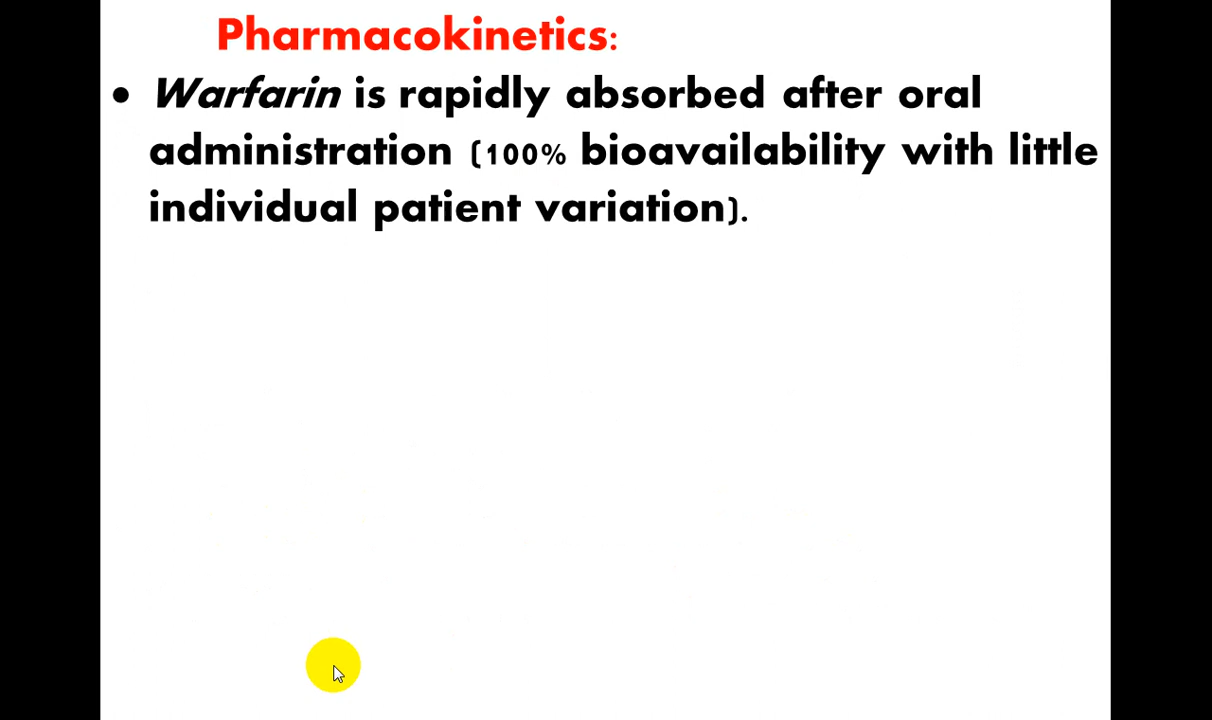 Pharmacokinetics:
• Warfarin is rapidly absorbed after oral
administration (100% bioavailability with little
individual patient variation).